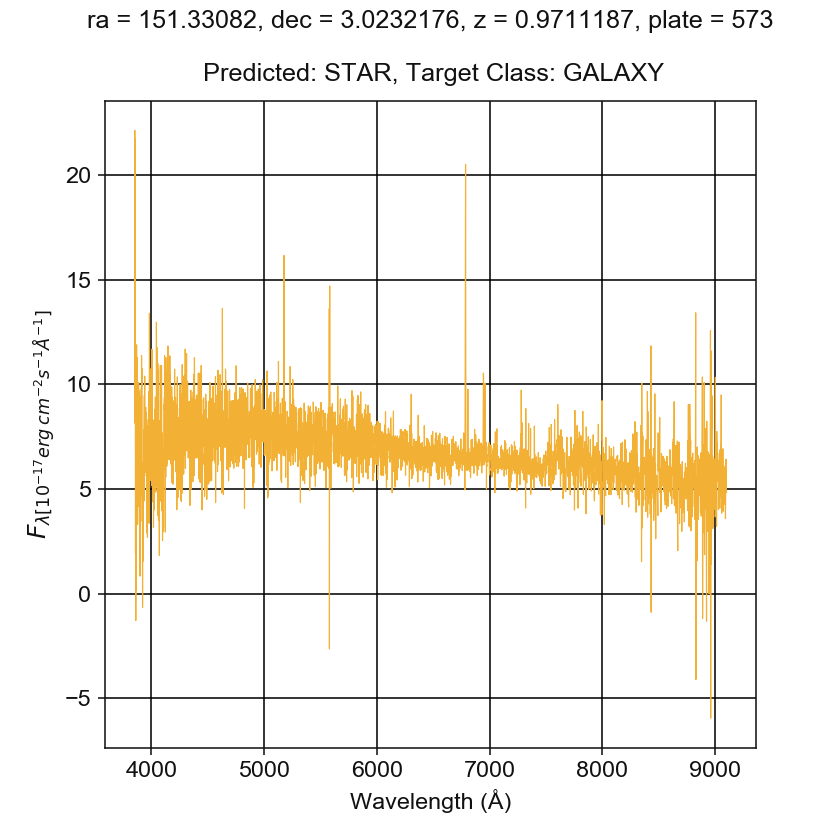 ra = 151.33082, dec = 3.0232176, z = 0.9711187, plate = 573
Predicted: STAR, Target Class: GALAXY
20
15
10
5
0
−5
F_λ[10^{−17} erg cm^{−2} s^{−1} Å^{−1}]
4000 5000 6000 7000 8000 9000
Wavelength (Å)